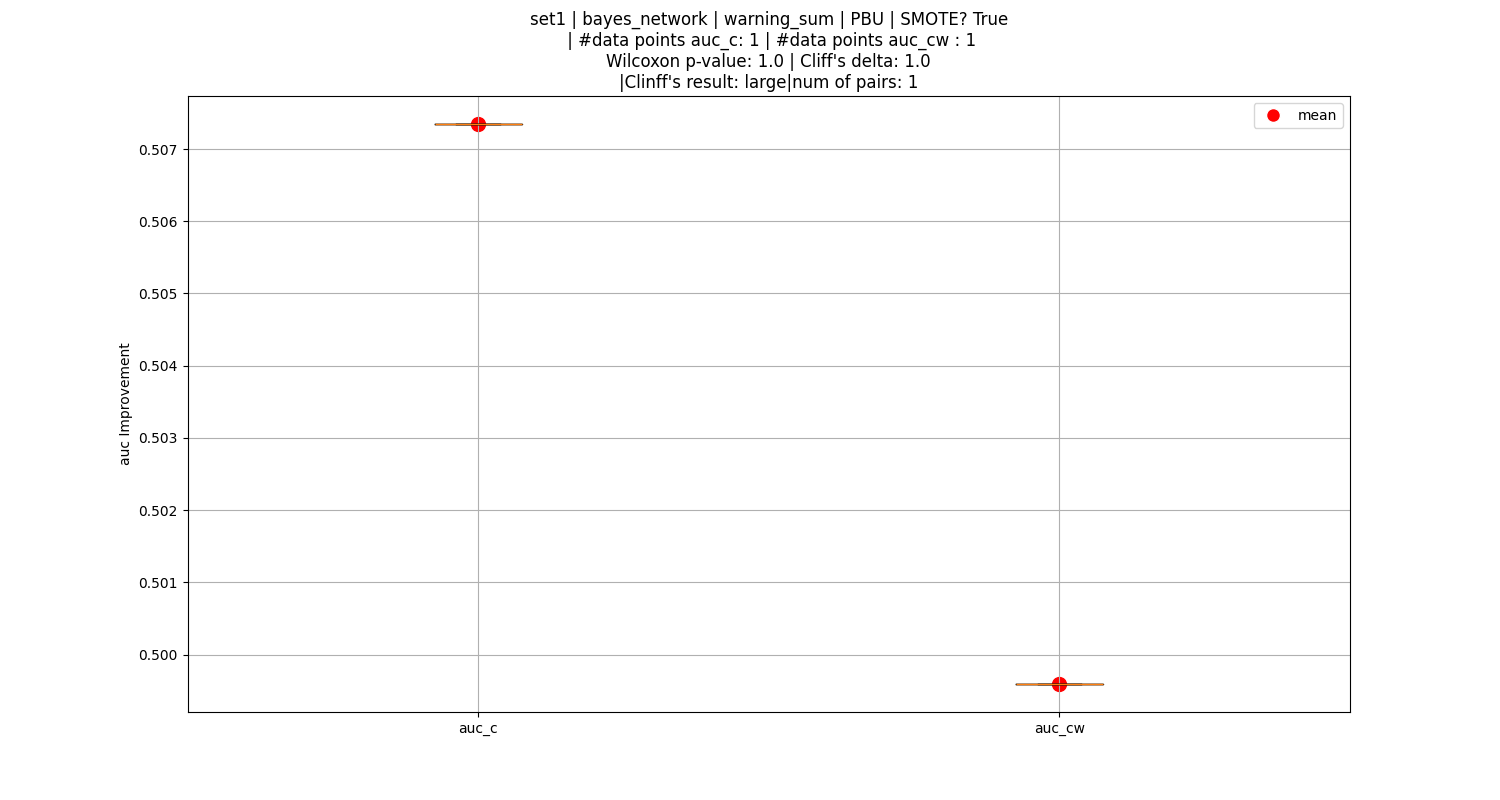 set1 | bayes_network | warning_sum | PBU | SMOTE? True
| #data points auc_c: 1 | #data points auc_cw : 1
Wilcoxon p-value: 1.0 | Cliff's delta: 1.0
|Clinff's result: large|num of pairs: 1
mean
0.507
0.506
0.505
0.504
0.503
0.502
0.501
0.500
auc Improvement
auc_c
auc_cw